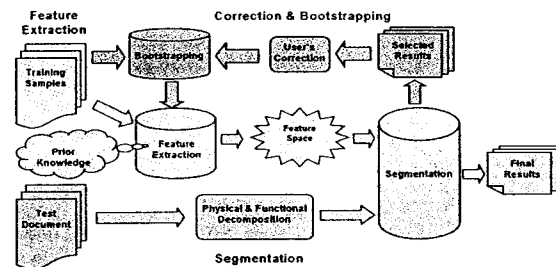 Feature
Extraction
Correction & Bootstrapping
Training
Samples
Bootstrapping
User's
Correction
Selected
Results
Prior
Knowledge
Feature
Extraction
Feature
Space
Segmentation
Final
Results
Test
Document
Physical & Functional
Decomposition
Segmentation